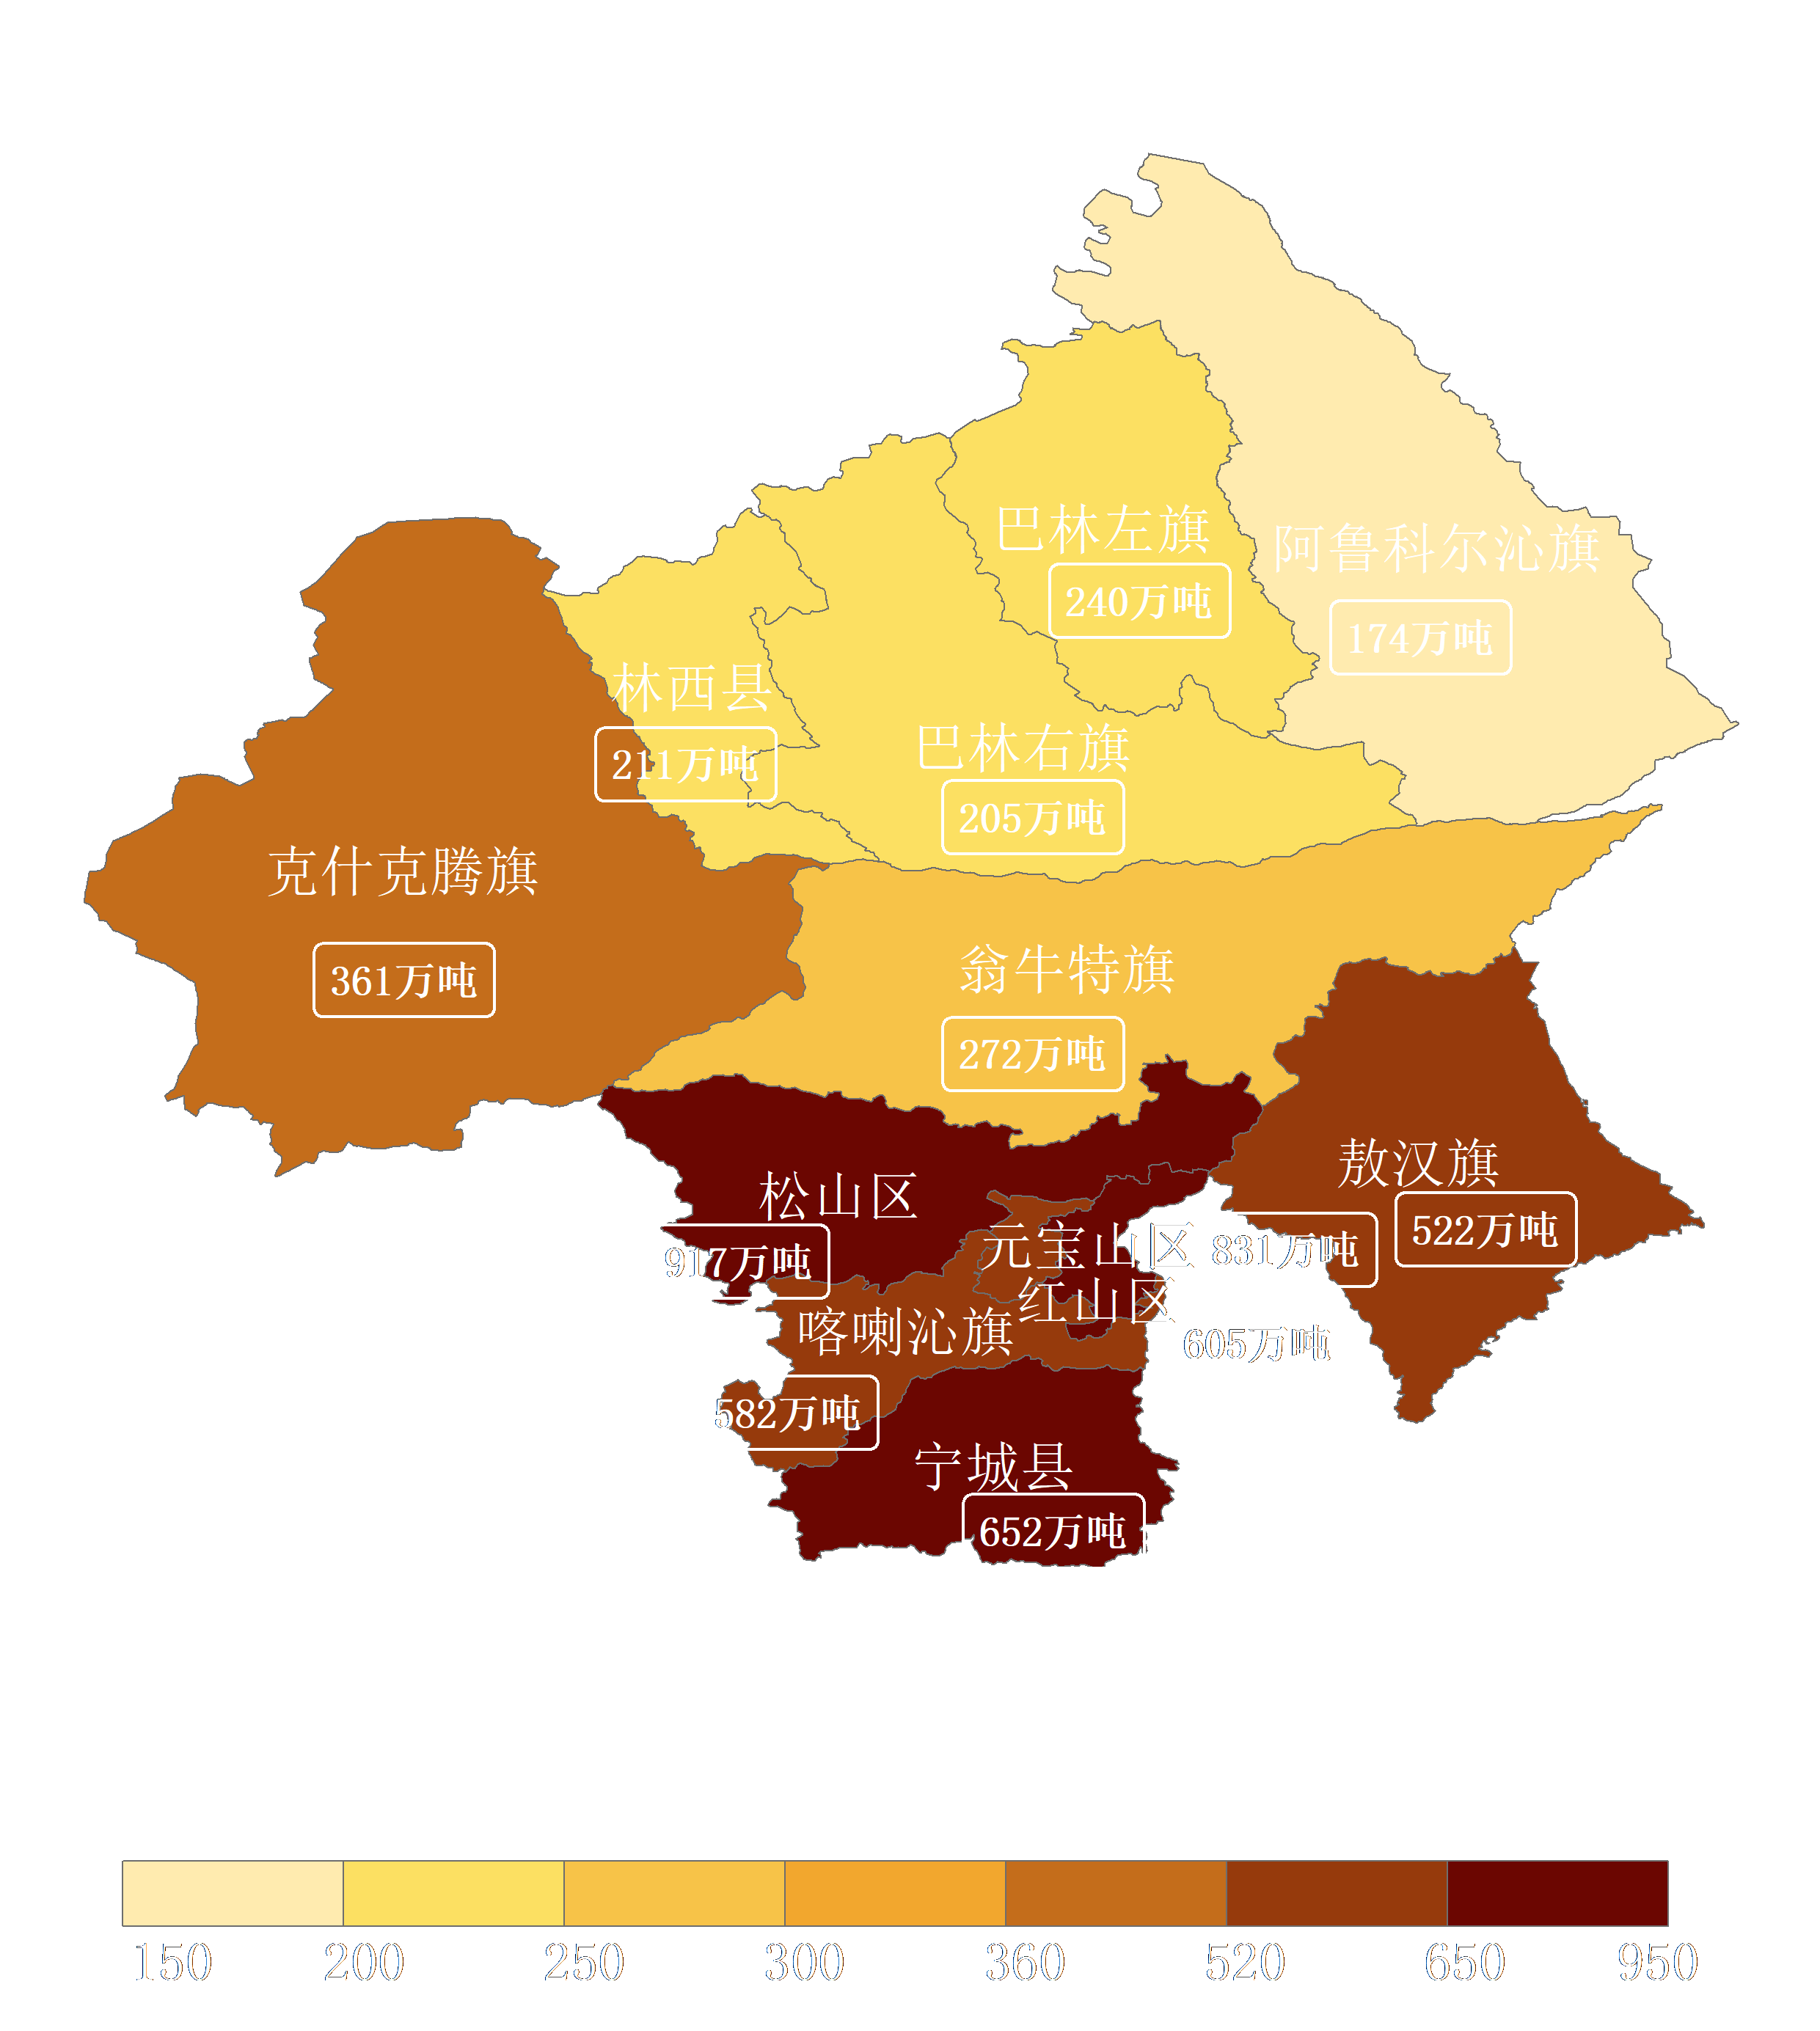 巴林左旗
240万吨
阿鲁科尔沁旗
174万吨
林西县
211万吨
巴林右旗
205万吨
克什克腾旗
361万吨
翁牛特旗
272万吨
敖汉旗
522万吨
松山区
917万吨
元宝山区
831万吨
红山区
605万吨
喀喇沁旗
582万吨
宁城县
652万吨
150 200 250 300 360 520 650 950